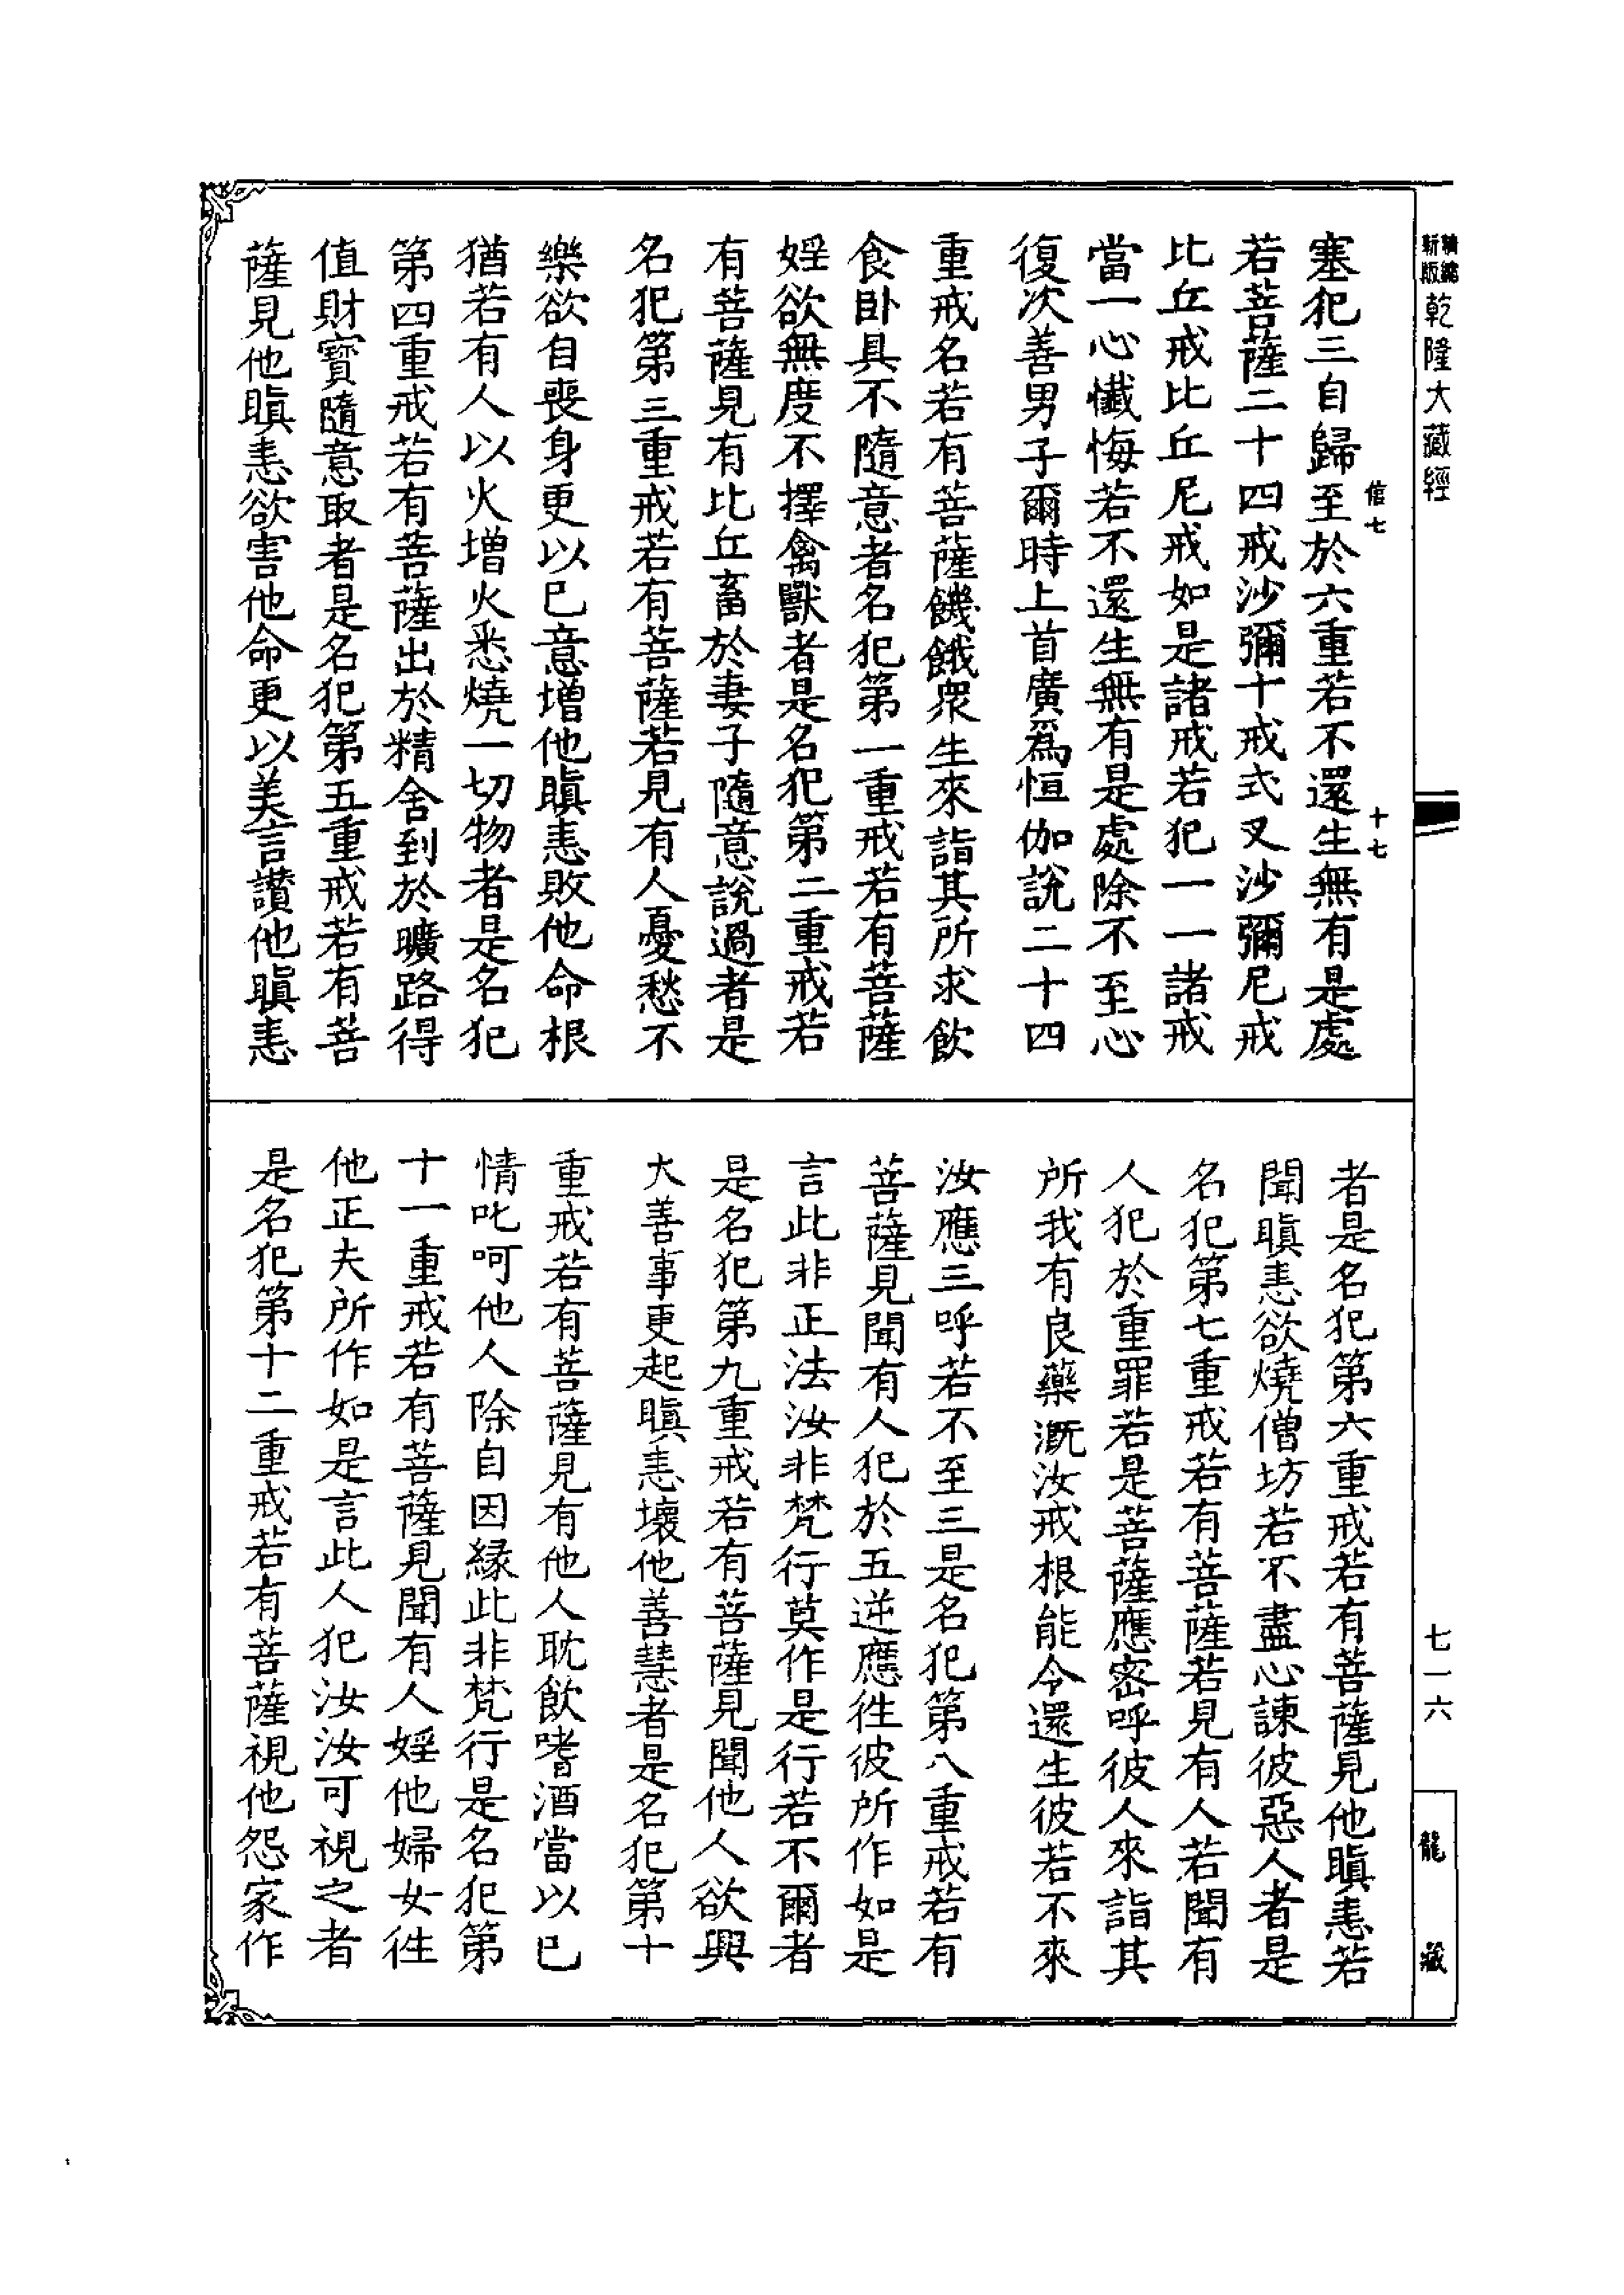 精編新版乾隆大藏經
信七
十七
塞犯三自歸至於六重若不還生無有是處
若菩薩二十四戒沙彌十戒式叉沙彌尼戒
比丘戒比丘尼戒如是諸戒若犯一一諸戒
當一心懺悔若不還生無有是處除不至心
復次善男子爾時上首廣爲恒伽說二十四
重戒名若有菩薩饑餓衆生來詣其所求飲
食卧具不隨意者名犯第一重戒若有菩薩
婬欲無度不擇禽獸者是名犯第二重戒若
有菩薩見有比丘畜於妻子隨意說過者是
名犯第三重戒若有菩薩若見有人憂愁不
樂欲自喪身更以己意增他瞋恚敗他命根
猶若有人以火增火悉燒一切物者是名犯
第四重戒若有菩薩出於精舍到於曠路得
值財寳隨意取者是名犯第五重戒若有菩
薩見他瞋恚欲害他命更以美言讃他瞋恚
者是名犯第六重戒若有菩薩見他瞋恚若
聞瞋恚欲燒僧坊若不盡心諫彼惡人者是
名犯第七重戒若有菩薩若見有人若聞有
人犯於重罪若是菩薩應密呼彼人來詣其
所我有良藥溉汝戒根能令還生彼若不來
汝應三呼若不至三是名犯第八重戒若有
菩薩見聞有人犯於五逆應徃彼所作如是
言此非正法汝非梵行莫作是行若不爾者
是名犯第九重戒若有菩薩見聞他人欲興
大善事更起瞋恚壞他善慧者是名犯第十
重戒若有菩薩見有他人耽飲嗜酒當以已
情叱呵他人除自因縁此非梵行是名犯第
十一重戒若有菩薩見聞有人婬他婦女徃
他正夫所作如是言此人犯汝汝可視之者
是名犯第十二重戒若有菩薩視他怨家作
七一六
龍藏